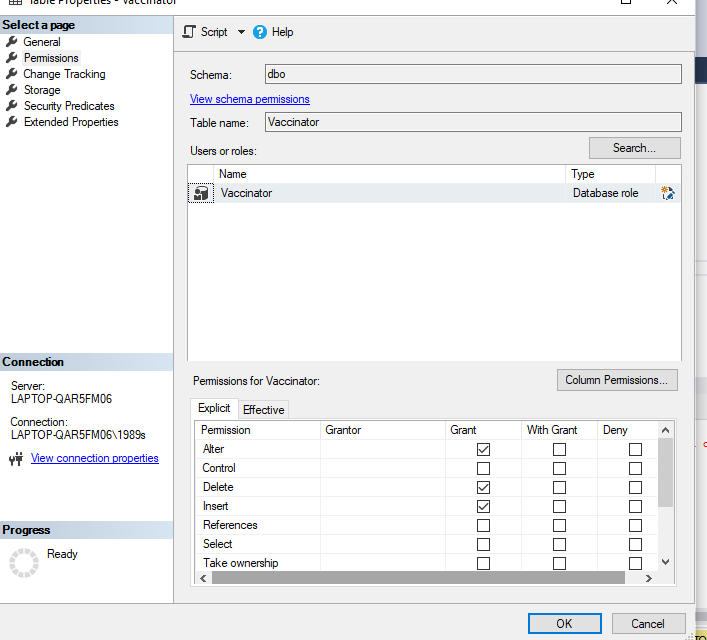 Table Properties - Vaccinator
Select a page
General
Permissions
Change Tracking
Storage
Security Predicates
Extended Properties
Connection
Server:
LAPTOP-QAR5FM06
Connection:
LAPTOP-QAR5FM06\1989s
View connection properties
Progress
Ready
Script
Help
Schema:
dbo
View schema permissions
Table name:
Vaccinator
Users or roles:
Search...
Name Type
Vaccinator Database role
Permissions for Vaccinator:
Column Permissions...
Explicit Effective
Permission Grantor Grant With Grant Deny
Alter
Control
Delete
Insert
References
Select
Take ownership
OK Cancel